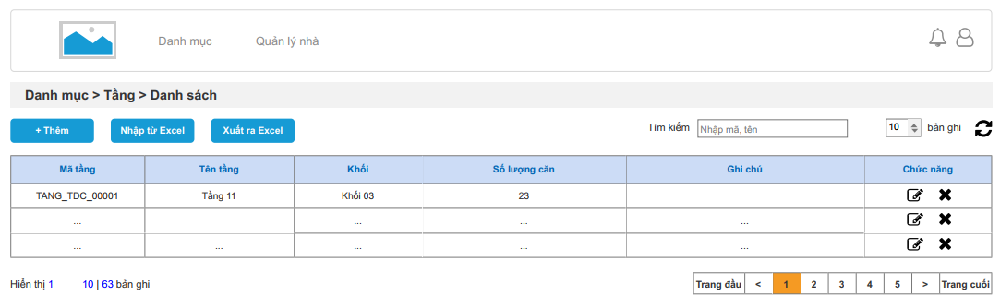 Danh mục Quản lý nhà
Danh mục > Tầng > Danh sách
+ Thêm Nhập từ Excel Xuất ra Excel Tìm kiếm Nhập mã, tên 10 bản ghi
Mã tầng Tên tầng Khối Số lượng căn Ghi chú Chức năng
TANG_TDC_00001 Tầng 11 Khối 03 23
... ... ... ...
... ... ... ... ...
Hiển thị 1 10 | 63 bản ghi Trang đầu < 1 2 3 4 5 > Trang cuối